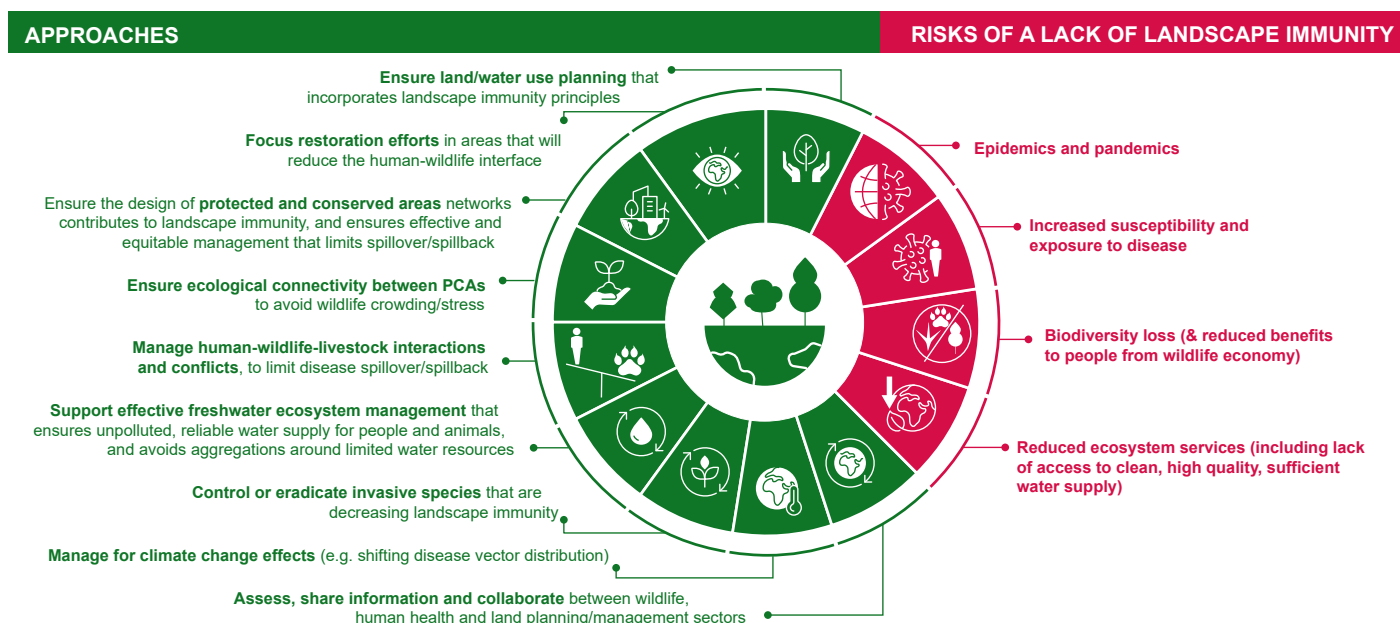 APPROACHES
RISKS OF A LACK OF LANDSCAPE IMMUNITY
Ensure land/water use planning that
incorporates landscape immunity principles
Focus restoration efforts in areas that will
reduce the human-wildlife interface
Ensure the design of protected and conserved areas networks
contributes to landscape immunity, and ensures effective and
equitable management that limits spillover/spillback
Ensure ecological connectivity between PCAs
to avoid wildlife crowding/stress
Manage human-wildlife-livestock interactions
and conflicts, to limit disease spillover/spillback
Support effective freshwater ecosystem management that
ensures unpolluted, reliable water supply for people and animals,
and avoids aggregations around limited water resources
Control or eradicate invasive species that are
decreasing landscape immunity
Manage for climate change effects (e.g. shifting disease vector distribution)
Assess, share information and collaborate between wildlife,
human health and land planning/management sectors
Epidemics and pandemics
Increased susceptibility and
exposure to disease
Biodiversity loss (& reduced benefits
to people from wildlife economy)
Reduced ecosystem services (including lack
of access to clean, high quality, sufficient
water supply)